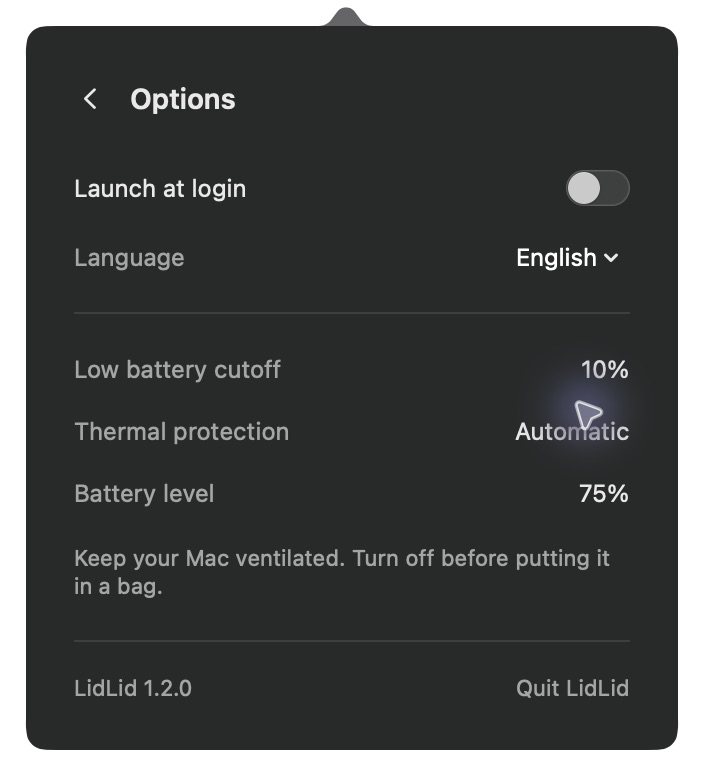 Options
Launch at login
Language English
Low battery cutoff 10%
Thermal protection Automatic
Battery level 75%
Keep your Mac ventilated. Turn off before putting it
in a bag.
LidLid 1.2.0 Quit LidLid